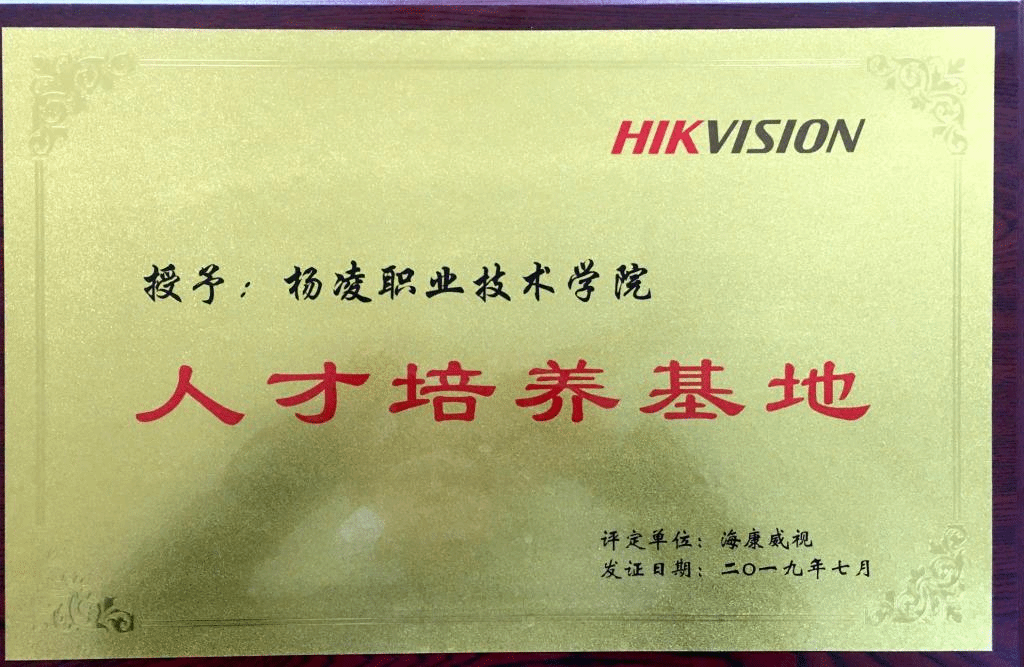 HIKVISION
授予：杨凌职业技术学院
人才培养基地
评定单位：海康威视
发证日期：二〇一九年七月